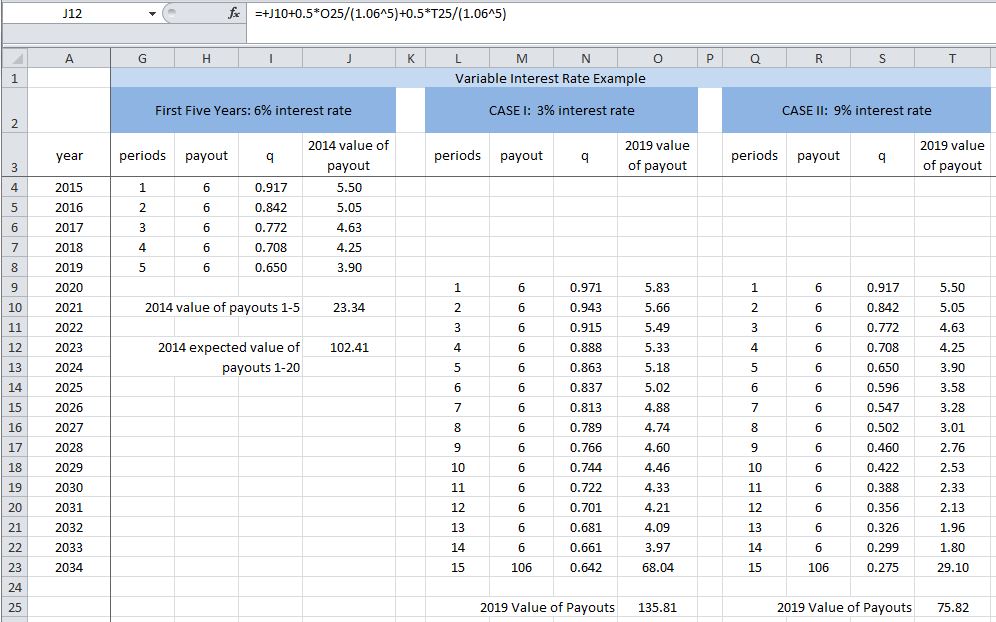 J12 fx =+J10+0.5*O25/(1.06^5)+0.5*T25/(1.06^5)
A G H I J K L M N O P Q R S T
1 Variable Interest Rate Example
2 First Five Years: 6% interest rate CASE I: 3% interest rate CASE II: 9% interest rate
2014 value of 2019 value 2019 value
3 year periods payout q payout periods payout q of payout periods payout q of payout
4 2015 1 6 0.917 5.50
5 2016 2 6 0.842 5.05
6 2017 3 6 0.772 4.63
7 2018 4 6 0.708 4.25
8 2019 5 6 0.650 3.90
9 2020 1 6 0.971 5.83 1 6 0.917 5.50
10 2021 2014 value of payouts 1-5 23.34 2 6 0.943 5.66 2 6 0.842 5.05
11 2022 3 6 0.915 5.49 3 6 0.772 4.63
12 2023 2014 expected value of 102.41 4 6 0.888 5.33 4 6 0.708 4.25
13 2024 payouts 1-20 5 6 0.863 5.18 5 6 0.650 3.90
14 2025 6 6 0.837 5.02 6 6 0.596 3.58
15 2026 7 6 0.813 4.88 7 6 0.547 3.28
16 2027 8 6 0.789 4.74 8 6 0.502 3.01
17 2028 9 6 0.766 4.60 9 6 0.460 2.76
18 2029 10 6 0.744 4.46 10 6 0.422 2.53
19 2030 11 6 0.722 4.33 11 6 0.388 2.33
20 2031 12 6 0.701 4.21 12 6 0.356 2.13
21 2032 13 6 0.681 4.09 13 6 0.326 1.96
22 2033 14 6 0.661 3.97 14 6 0.299 1.80
23 2034 15 106 0.642 68.04 15 106 0.275 29.10
24
25 2019 Value of Payouts 135.81 2019 Value of Payouts 75.82